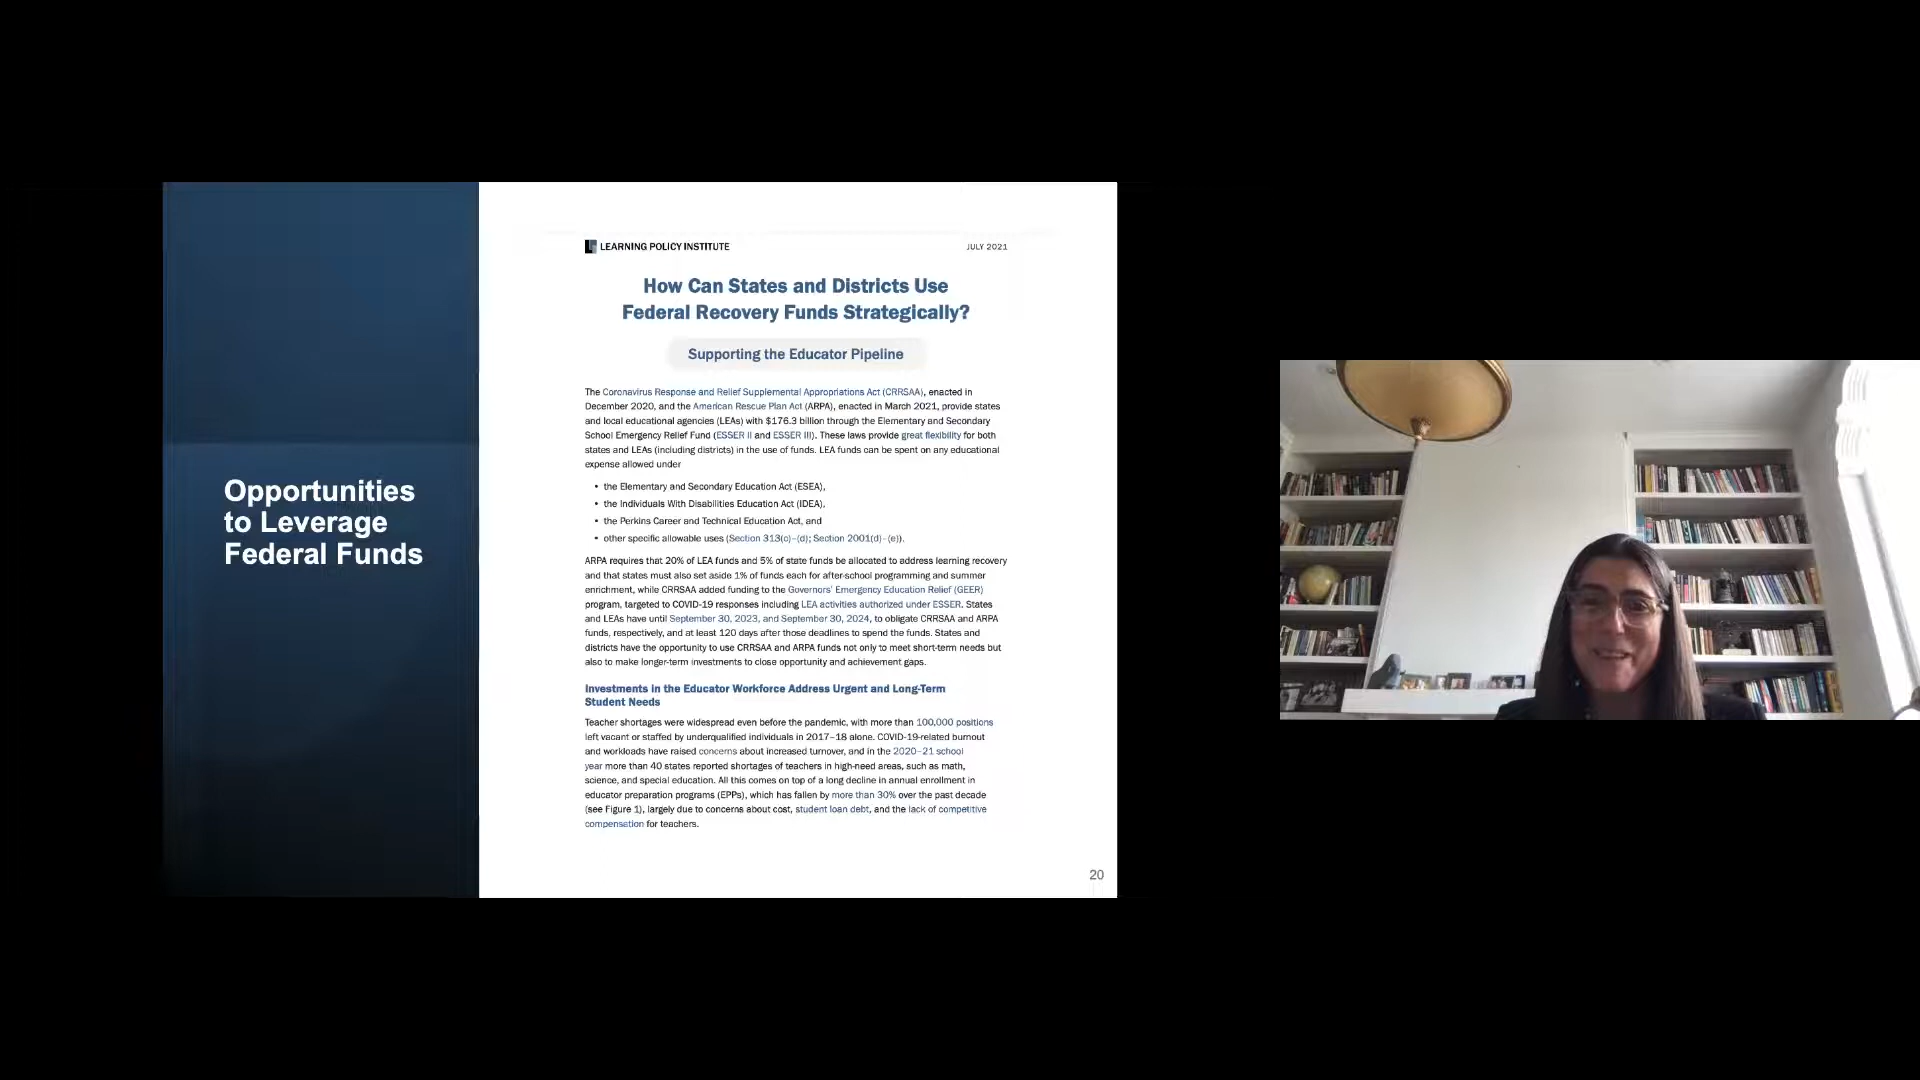 Opportunities
to Leverage
Federal Funds
LEARNING POLICY INSTITUTE
JULY 2021
How Can States and Districts Use
Federal Recovery Funds Strategically?
Supporting the Educator Pipeline
The Coronavirus Response and Relief Supplemental Appropriations Act (CRRSAA), enacted in
December 2020, and the American Rescue Plan Act (ARPA), enacted in March 2021, provide states
and local educational agencies (LEAs) with $176.3 billion through the Elementary and Secondary
School Emergency Relief Fund (ESSER II and ESSER III). These laws provide great flexibility for both
states and LEAs (including districts) in the use of funds. LEA funds can be spent on any educational
expense allowed under
• the Elementary and Secondary Education Act (ESEA),
• the Individuals With Disabilities Education Act (IDEA),
• the Perkins Career and Technical Education Act, and
• other specific allowable uses (Section 313(c)–(d); Section 2001(d)–(e)).
ARPA requires that 20% of LEA funds and 5% of state funds be allocated to address learning recovery
and that states must also set aside 1% of funds each for after-school programming and summer
enrichment, while CRRSAA added funding to the Governors' Emergency Education Relief (GEER)
program, targeted to COVID-19 responses including LEA activities authorized under ESSER. States
and LEAs have until September 30, 2023, and September 30, 2024, to obligate CRRSAA and ARPA
funds, respectively, and at least 120 days after those deadlines to spend the funds. States and
districts have the opportunity to use CRRSAA and ARPA funds not only to meet short-term needs but
also to make longer-term investments to close opportunity and achievement gaps.
Investments in the Educator Workforce Address Urgent and Long-Term
Student Needs
Teacher shortages were widespread even before the pandemic, with more than 100,000 positions
left vacant or staffed by underqualified individuals in 2017–18 alone. COVID-19-related burnout
and workloads have raised concerns about increased turnover, and in the 2020–21 school
year more than 40 states reported shortages of teachers in high-need areas, such as math,
science, and special education. All this comes on top of a long decline in annual enrollment in
educator preparation programs (EPPs), which has fallen by more than 30% over the past decade
(see Figure 1), largely due to concerns about cost, student loan debt, and the lack of competitive
compensation for teachers.
20